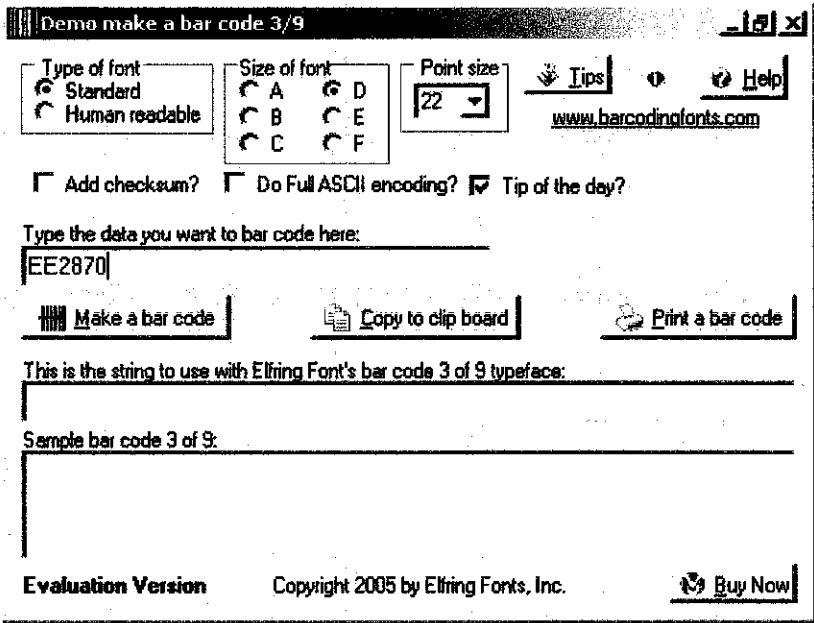 Demo make a bar code 3/9
Type of font
Standard
Human readable
Size of font
A D
B E
C F
Point size
22
Tips
Help
www.barcodingfonts.com
Add checksum? Do Full ASCII encoding? Tip of the day?
Type the data you want to bar code here:
EE2870
Make a bar code Copy to clip board Print a bar code
This is the string to use with Elfring Font's bar code 3 of 9 typeface:
Sample bar code 3 of 9:
Evaluation Version Copyright 2005 by Elfring Fonts, Inc. Buy Now